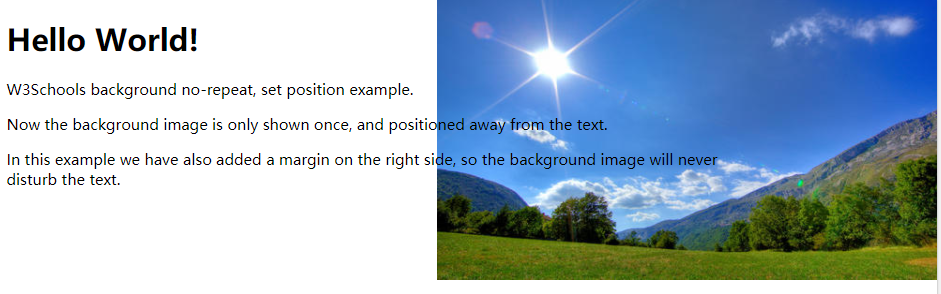 Hello World!
W3Schools background no-repeat, set position example.
Now the background image is only shown once, and positioned away from the text.
In this example we have also added a margin on the right side, so the background image will never
disturb the text.